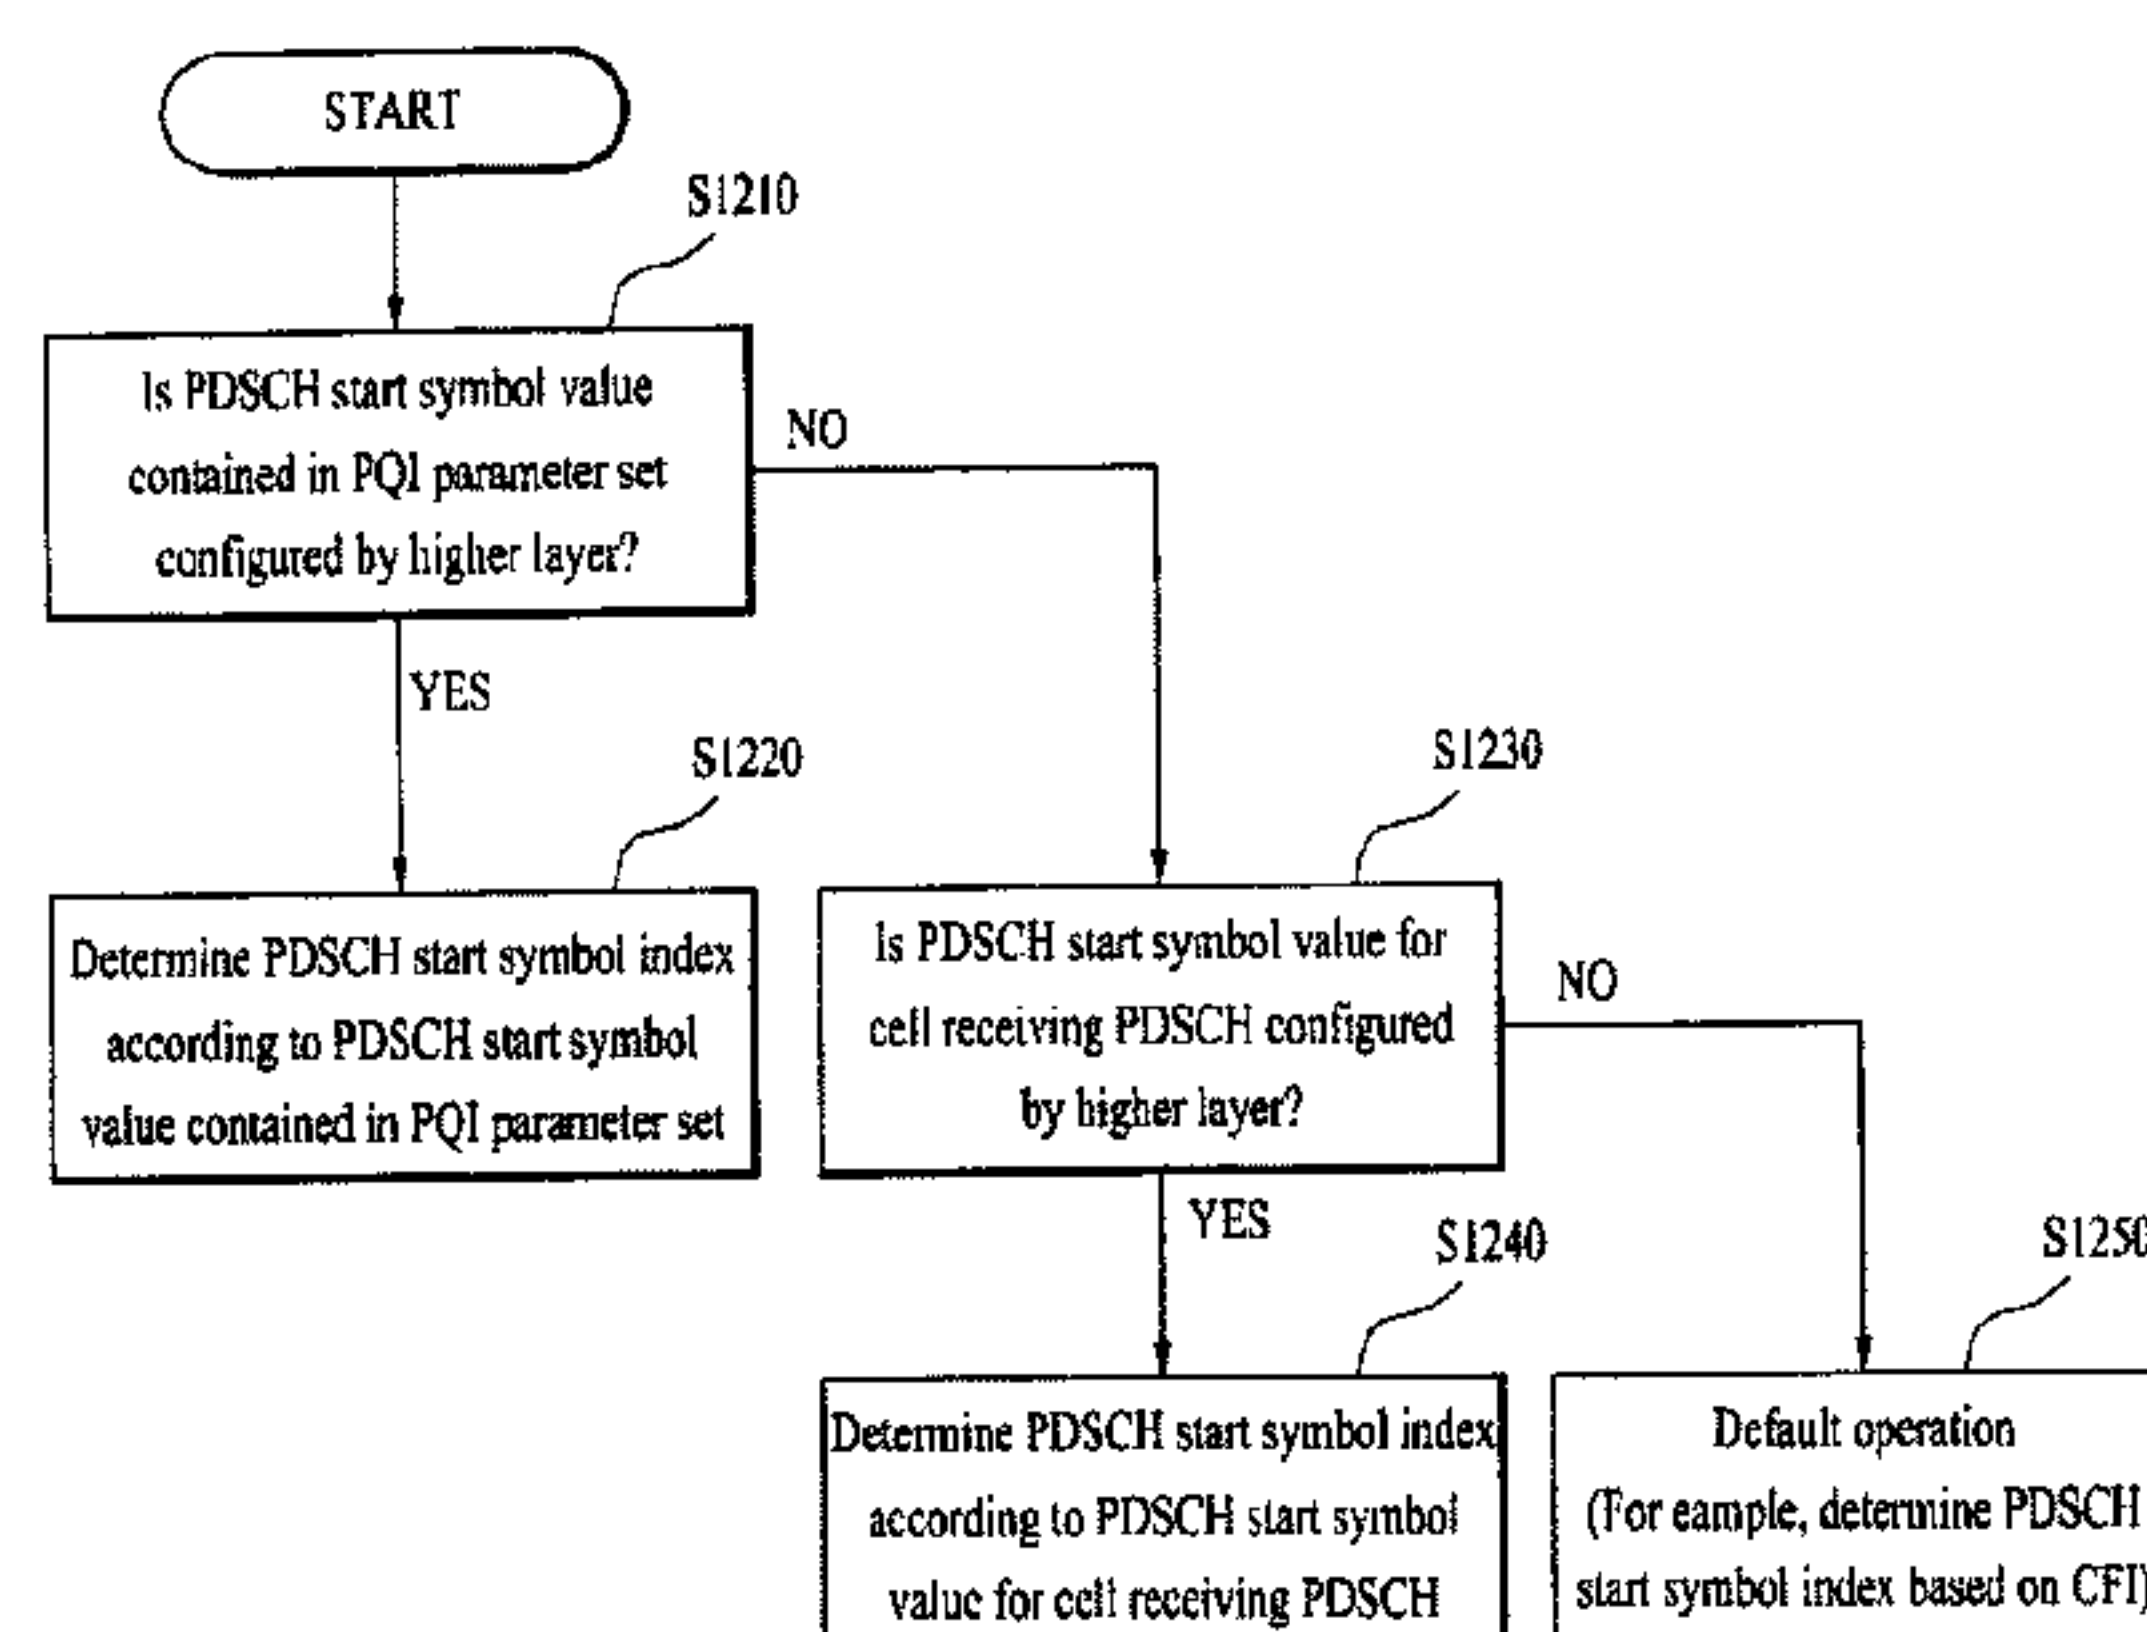 START
S1210
Is PDSCH start symbol value
contained in PQI parameter set
configured by higher layer?
NO
YES
S1220
Determine PDSCH start symbol index
according to PDSCH start symbol
value contained in PQI parameter set
S1230
Is PDSCH start symbol value for
cell receiving PDSCH configured
by higher layer?
NO
YES
S1240
Determine PDSCH start symbol index
according to PDSCH start symbol
value for cell receiving PDSCH
S1250
Default operation
(For eample, determine PDSCH
start symbol index based on CFI)